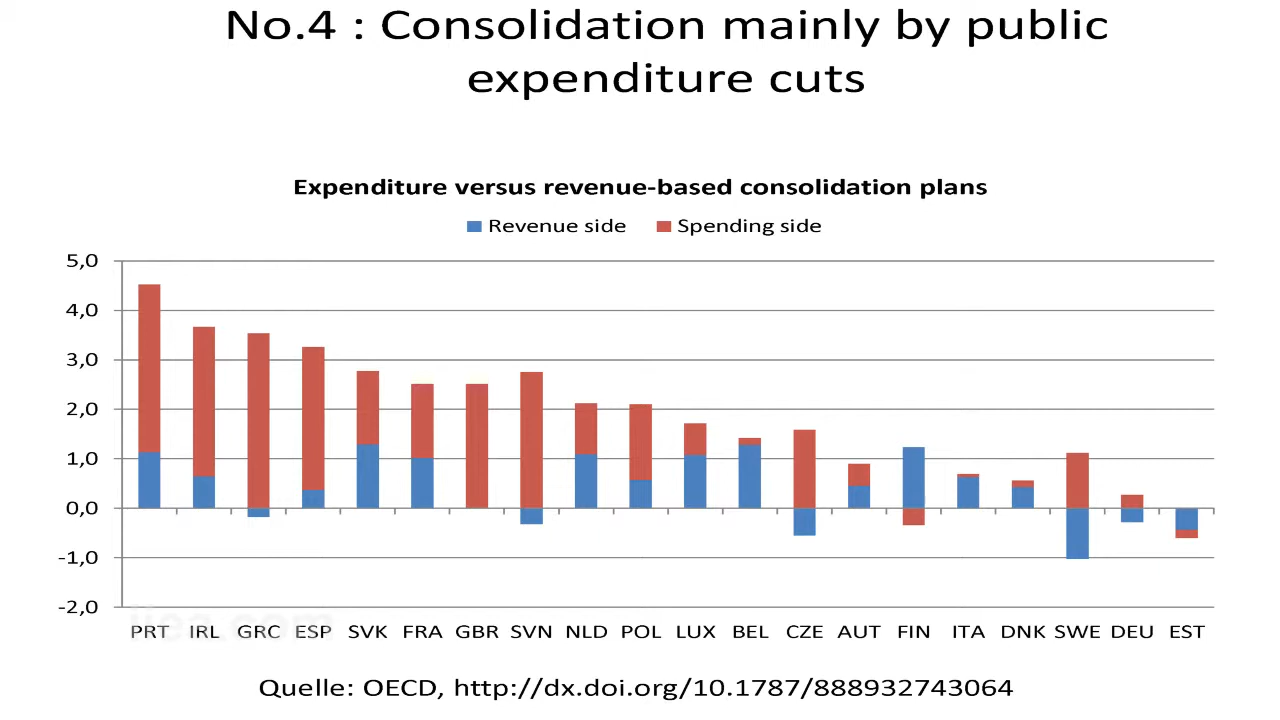 No.4 : Consolidation mainly by public
expenditure cuts
Expenditure versus revenue-based consolidation plans
Revenue side Spending side
5,0
4,0
3,0
2,0
1,0
0,0
-1,0
-2,0
iiea.com
PRT IRL GRC ESP SVK FRA GBR SVN NLD POL LUX BEL CZE AUT FIN ITA DNK SWE DEU EST
Quelle: OECD, http://dx.doi.org/10.1787/888932743064